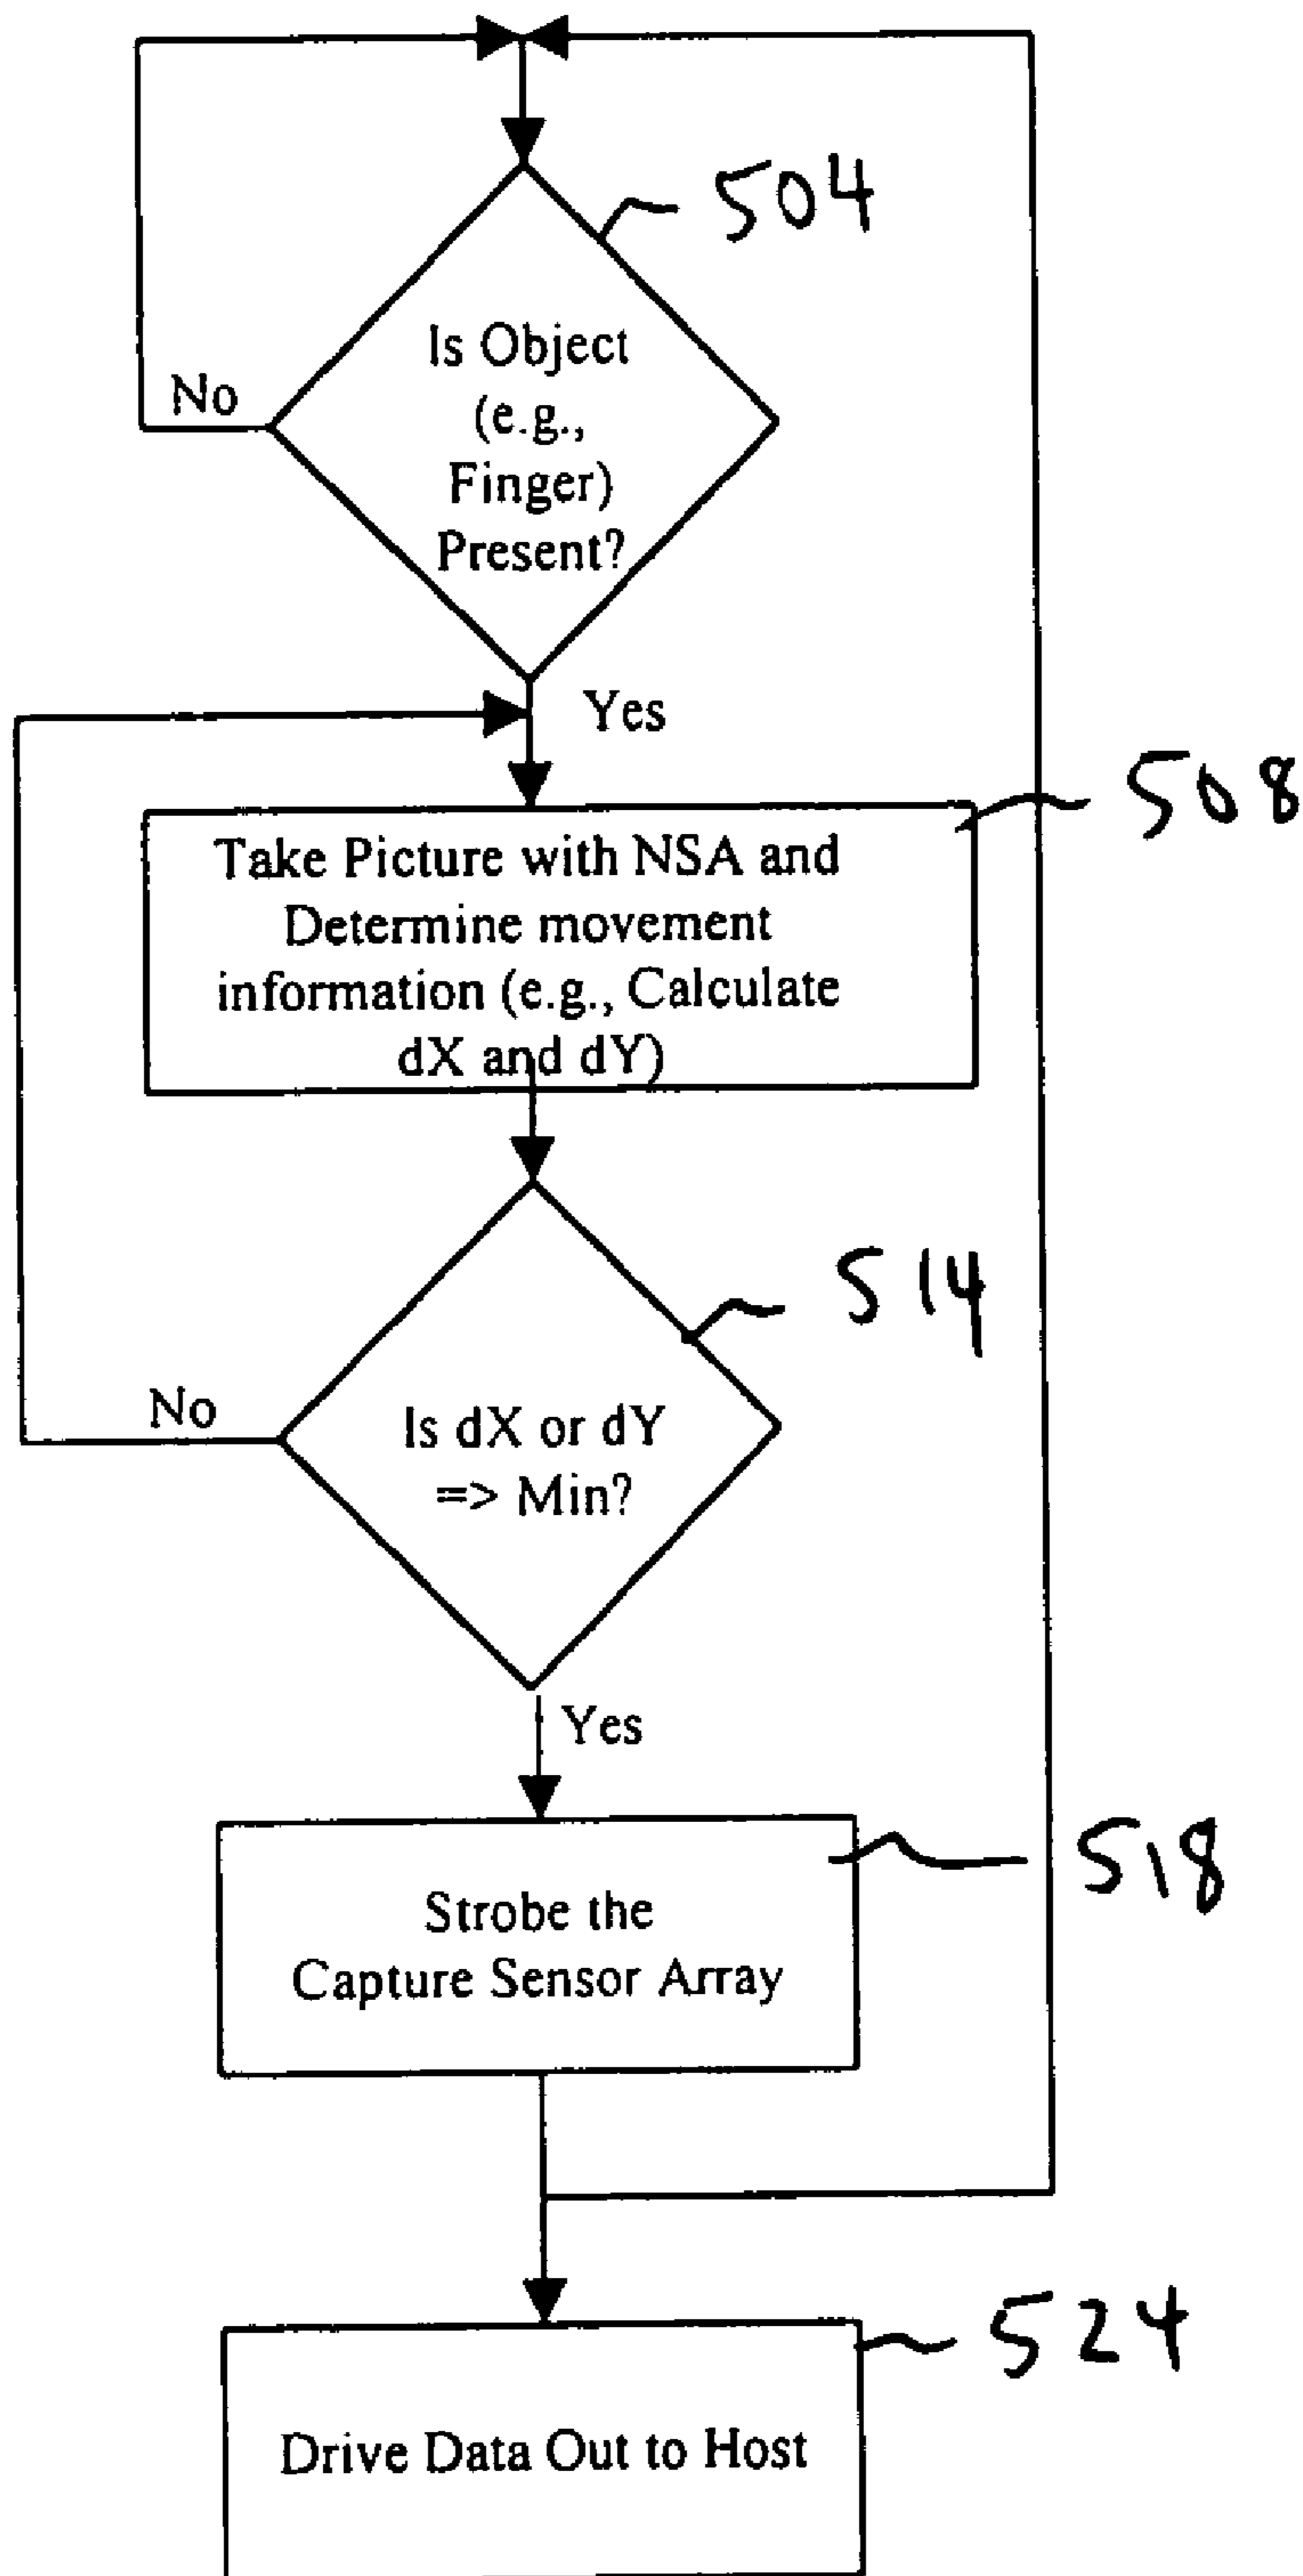 504
Is Object
(e.g.,
Finger)
Present?
No
Yes
508
Take Picture with NSA and
Determine movement
information (e.g., Calculate
dX and dY)
514
No
Is dX or dY
=> Min?
Yes
518
Strobe the
Capture Sensor Array
524
Drive Data Out to Host